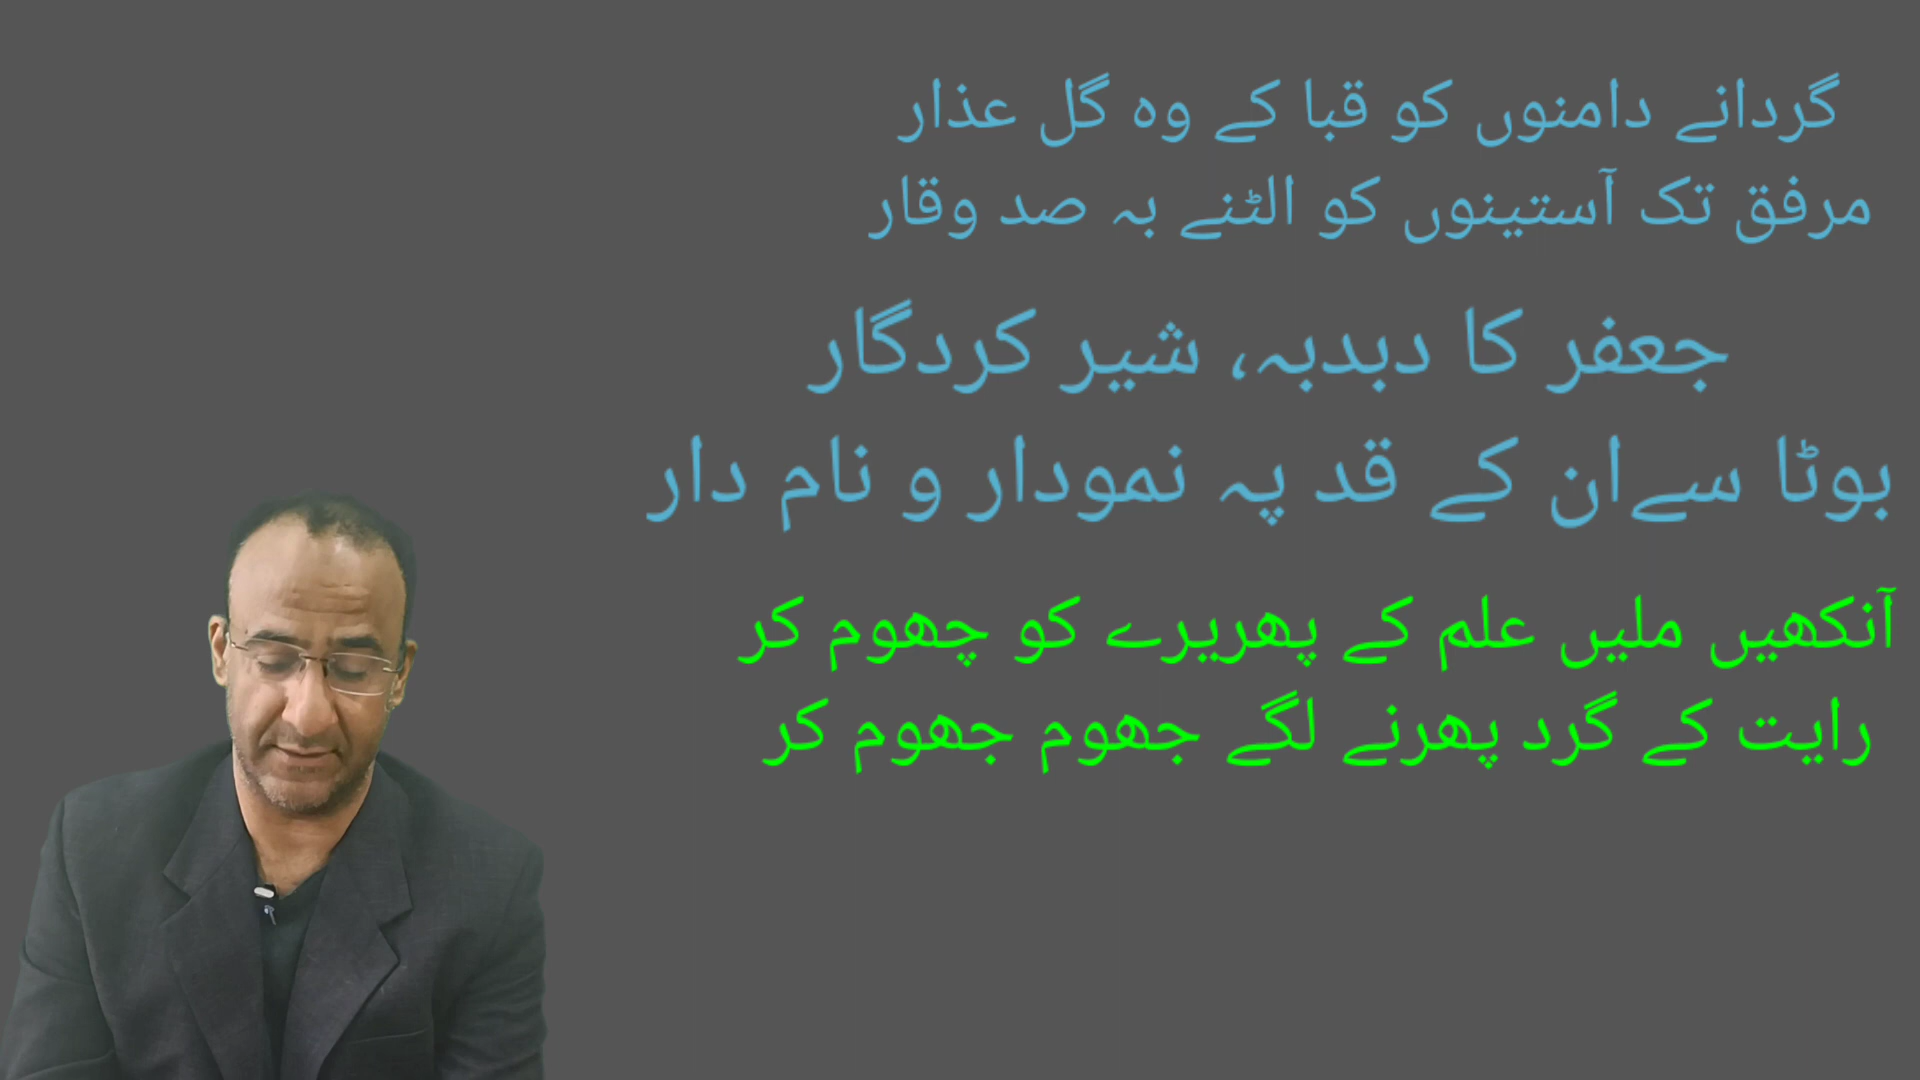 گردانے دامنوں کو قبا کے وہ گل عذار
مرفق تک آستینوں کو الٹنے بہ صد وقار
جعفر کا دبدبہ، شیر کردگار
بوٹا سےان کے قد پہ نمودار و نام دار
آنکھیں ملیں علم کے پھریرے کو چھوم کر
رایت کے گرد پھرنے لگے جھوم جھوم کر